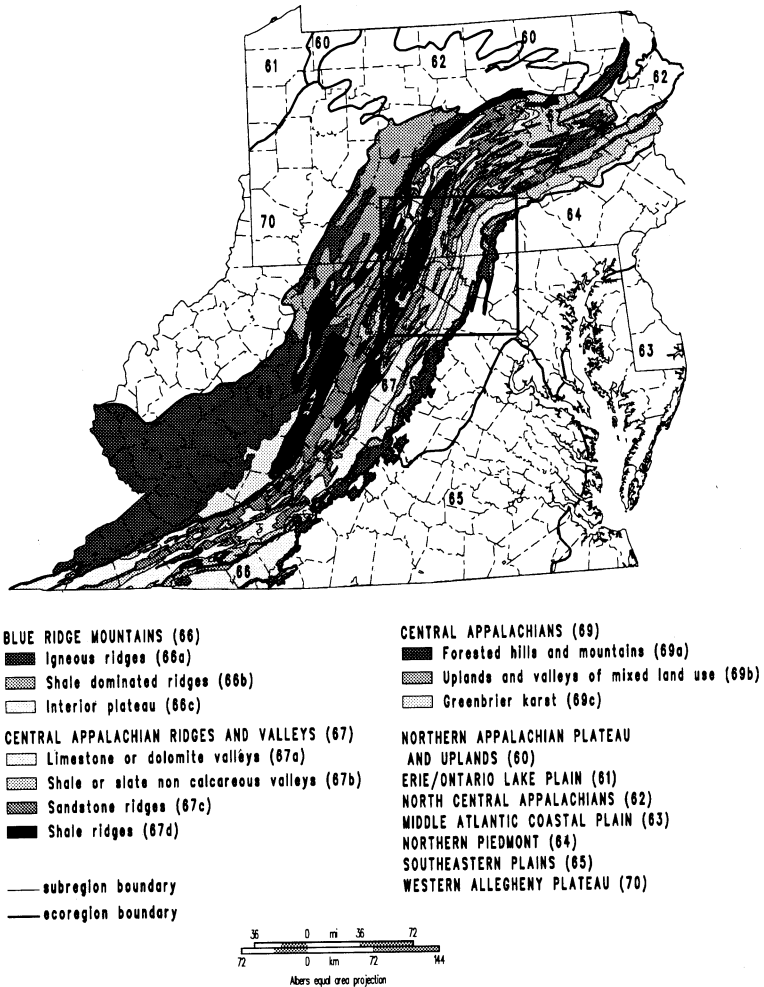 60
60
61
62
62
70
64
63
67
65
66
BLUE RIDGE MOUNTAINS (66)
Igneous ridges (66a)
Shale dominated ridges (66b)
Interior plateau (66c)
CENTRAL APPALACHIAN RIDGES AND VALLEYS (67)
Limestone or dolomite valleys (67a)
Shale or slate non calcareous valleys (67b)
Sandstone ridges (67c)
Shale ridges (67d)
subregion boundary
ecoregion boundary
CENTRAL APPALACHIANS (69)
Forested hills and mountains (69a)
Uplands and valleys of mixed land use (69b)
Greenbrier karst (69c)
NORTHERN APPALACHIAN PLATEAU
AND UPLANDS (60)
ERIE/ONTARIO LAKE PLAIN (61)
NORTH CENTRAL APPALACHIANS (62)
MIDDLE ATLANTIC COASTAL PLAIN (63)
NORTHERN PIEDMONT (64)
SOUTHEASTERN PLAINS (65)
WESTERN ALLEGHENY PLATEAU (70)
36 0 mi 36 72
72 0 km 72 144
Albers equal area projection